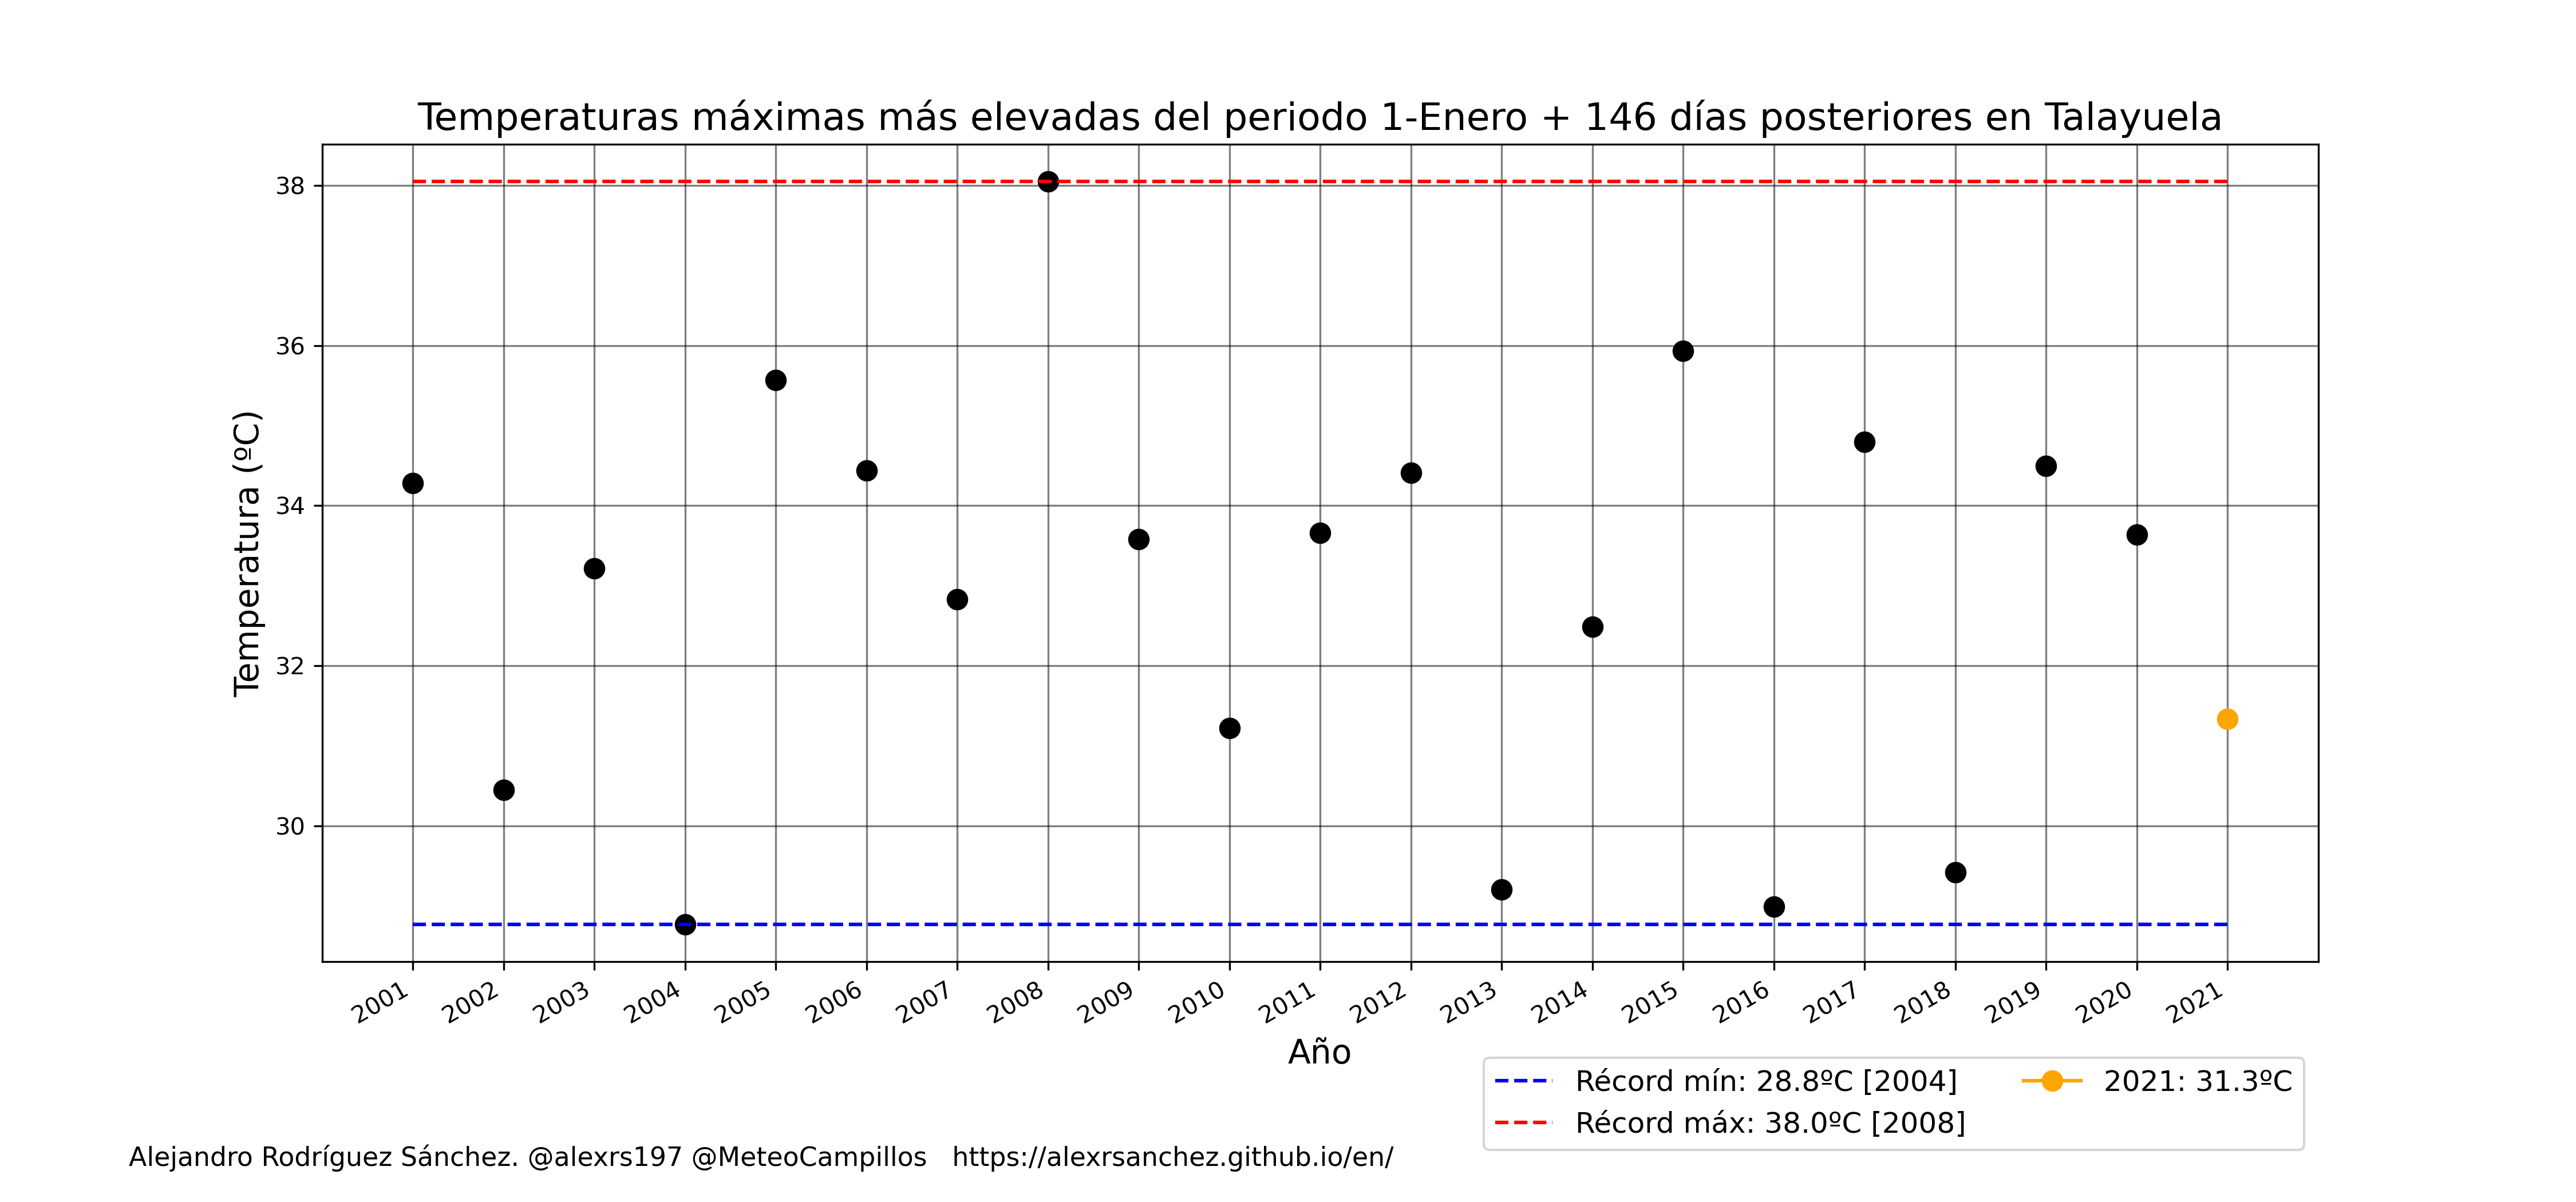 Temperaturas máximas más elevadas del periodo 1-Enero + 146 días posteriores en Talayuela
Temperatura (ºC)
38
36
34
32
30
2001 2002 2003 2004 2005 2006 2007 2008 2009 2010 2011 2012 2013 2014 2015 2016 2017 2018 2019 2020 2021
Año
Récord mín: 28.8ºC [2004]
Récord máx: 38.0ºC [2008]
2021: 31.3ºC
Alejandro Rodríguez Sánchez. @alexrs197 @MeteoCampillos https://alexrsanchez.github.io/en/